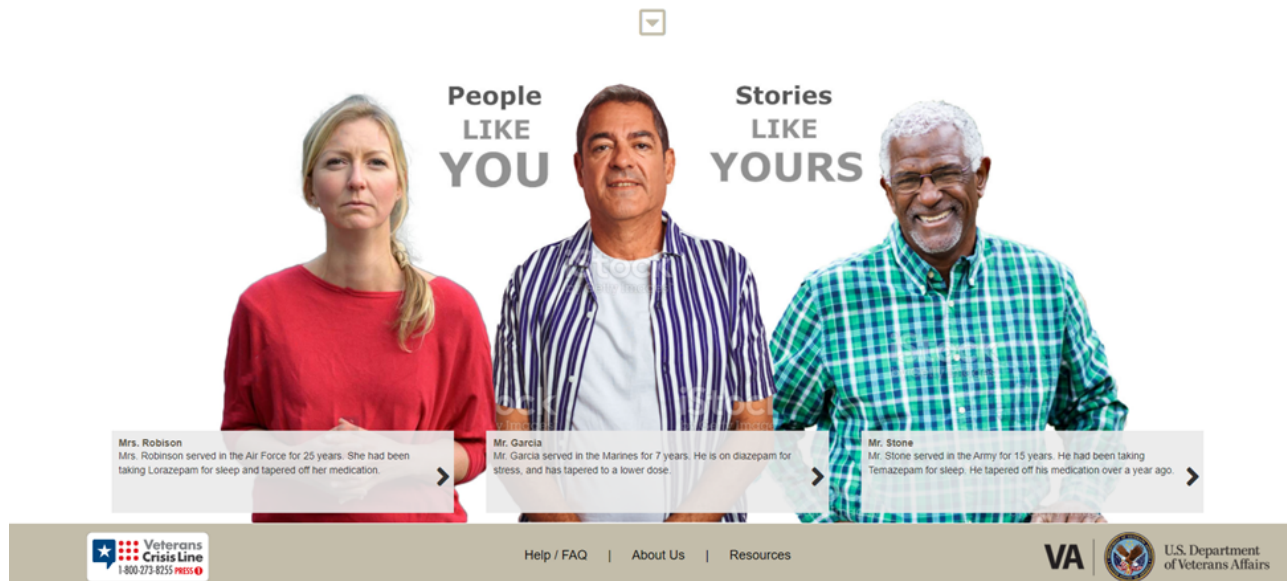 People
LIKE
YOU
Stories
LIKE
YOURS
iStock
iStock
iStock
Mrs. Robison
Mrs. Robinson served in the Air Force for 25 years. She had been
taking Lorazepam for sleep and tapered off her medication.
Mr. Garcia
Mr. Garcia served in the Marines for 7 years. He is on diazepam for
stress, and has tapered to a lower dose.
Mr. Stone
Mr. Stone served in the Army for 15 years. He had been taking
Temazepam for sleep. He tapered off his medication over a year ago.
Veterans
Crisis Line
1-800-273-8255 PRESS 1
Help / FAQ | About Us | Resources
VA
U.S. Department
of Veterans Affairs